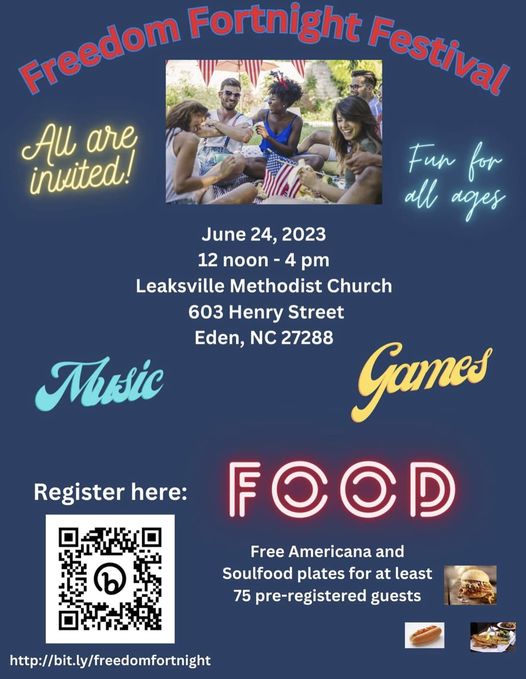 Freedom Fortnight Festival
All are
invited!
Fun for
all ages
June 24, 2023
12 noon - 4 pm
Leaksville Methodist Church
603 Henry Street
Eden, NC 27288
Music
Games
FOOD
Register here:
b
Free Americana and
Soulfood plates for at least
75 pre-registered guests
http://bit.ly/freedomfortnight